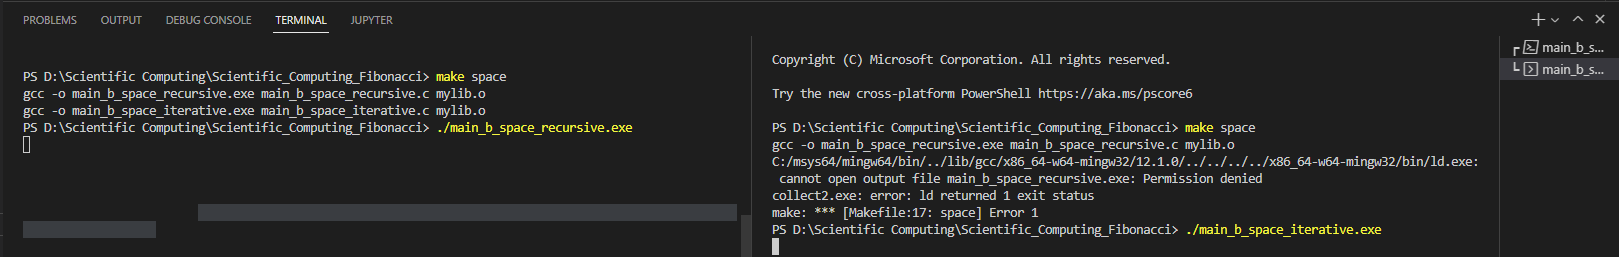 PROBLEMS OUTPUT DEBUG CONSOLE TERMINAL JUPYTER
PS D:\Scientific Computing\Scientific_Computing_Fibonacci> make space
gcc -o main_b_space_recursive.exe main_b_space_recursive.c mylib.o
gcc -o main_b_space_iterative.exe main_b_space_iterative.c mylib.o
PS D:\Scientific Computing\Scientific_Computing_Fibonacci> ./main_b_space_recursive.exe
Copyright (C) Microsoft Corporation. All rights reserved.
Try the new cross-platform PowerShell https://aka.ms/pscore6
PS D:\Scientific Computing\Scientific_Computing_Fibonacci> make space
gcc -o main_b_space_recursive.exe main_b_space_recursive.c mylib.o
C:/msys64/mingw64/bin/../lib/gcc/x86_64-w64-mingw32/12.1.0/../../../../x86_64-w64-mingw32/bin/ld.exe:
cannot open output file main_b_space_recursive.exe: Permission denied
collect2.exe: error: ld returned 1 exit status
make: *** [Makefile:17: space] Error 1
PS D:\Scientific Computing\Scientific_Computing_Fibonacci> ./main_b_space_iterative.exe
main_b_s...
main_b_s...